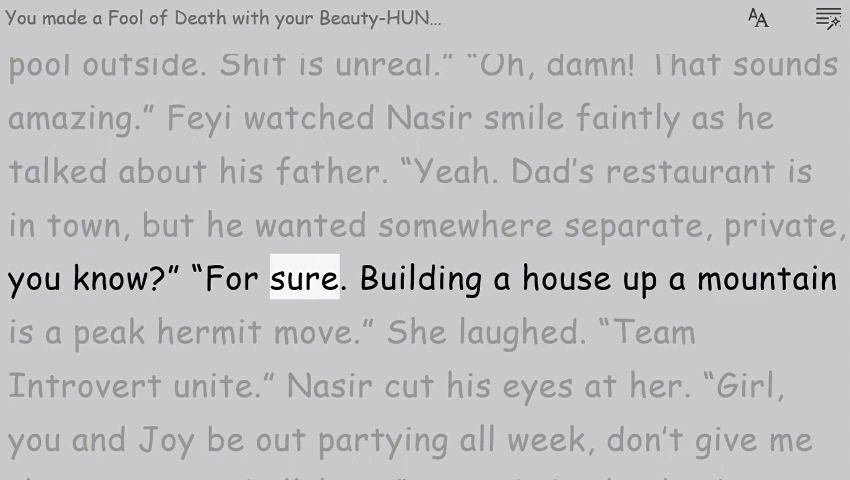 You made a Fool of Death with your Beauty-HUN...
AA
pool outside. Shit is unreal.” “Oh, damn! That sounds
amazing.” Feyi watched Nasir smile faintly as he
talked about his father. “Yeah. Dad’s restaurant is
in town, but he wanted somewhere separate, private,
you know?” “For sure. Building a house up a mountain
is a peak hermit move.” She laughed. “Team
Introvert unite.” Nasir cut his eyes at her. “Girl,
you and Joy be out partying all week, don’t give me